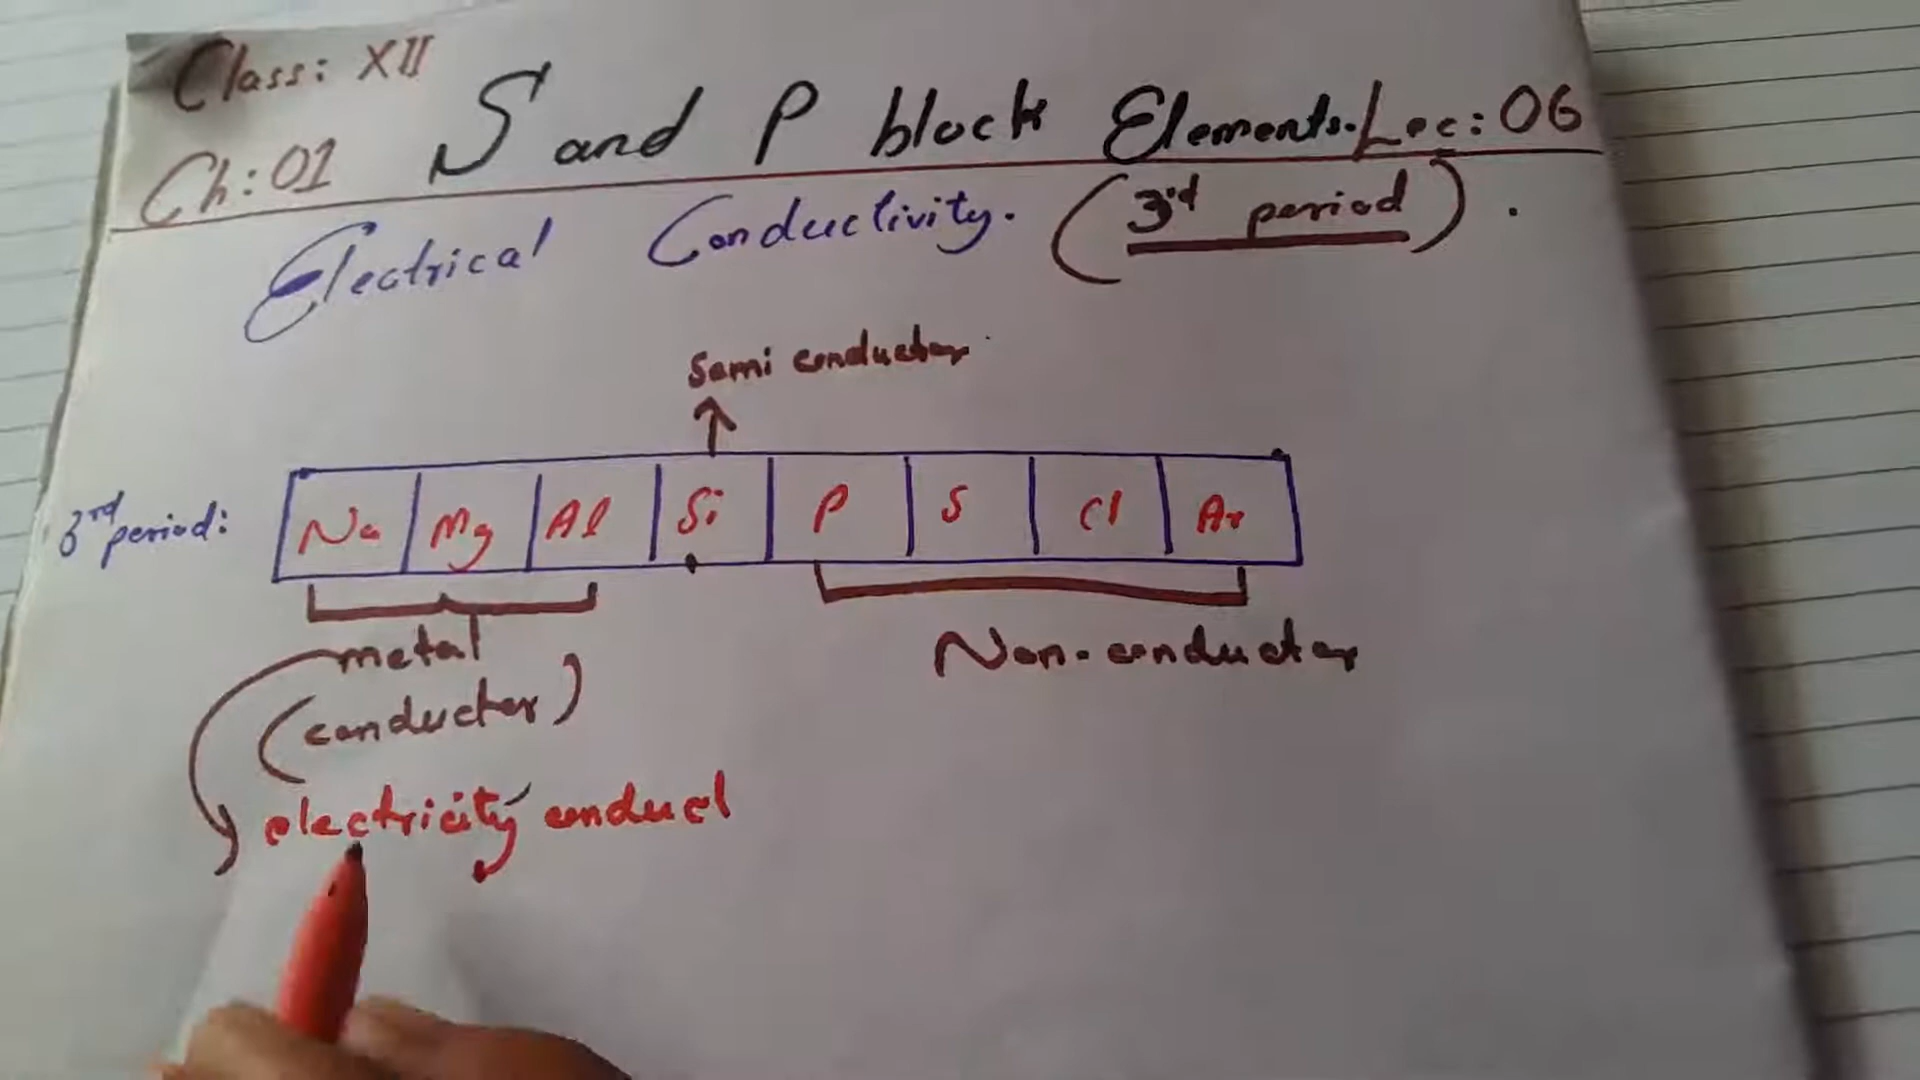 Class: XII
Ch: 01 S and P block Elements. Lec: 06
Electrical Conductivity. (3rd period).
Semi conductor
3rd period: Na Mg Al Si P S Cl Ar
metal Non-conductor
(conductor)
electricity conduct